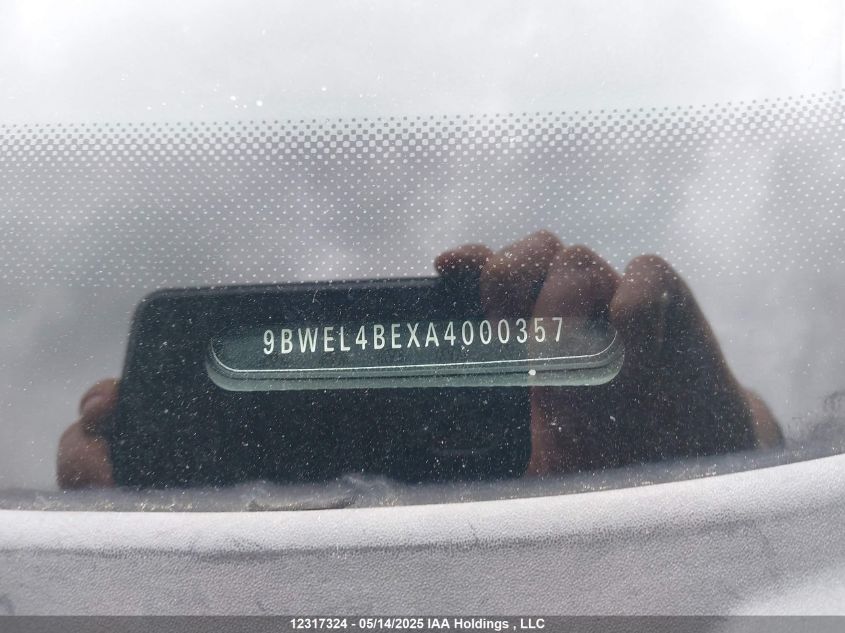 9BWEL4BEXA4000357
12317324 - 05/14/2025 IAA Holdings , LLC